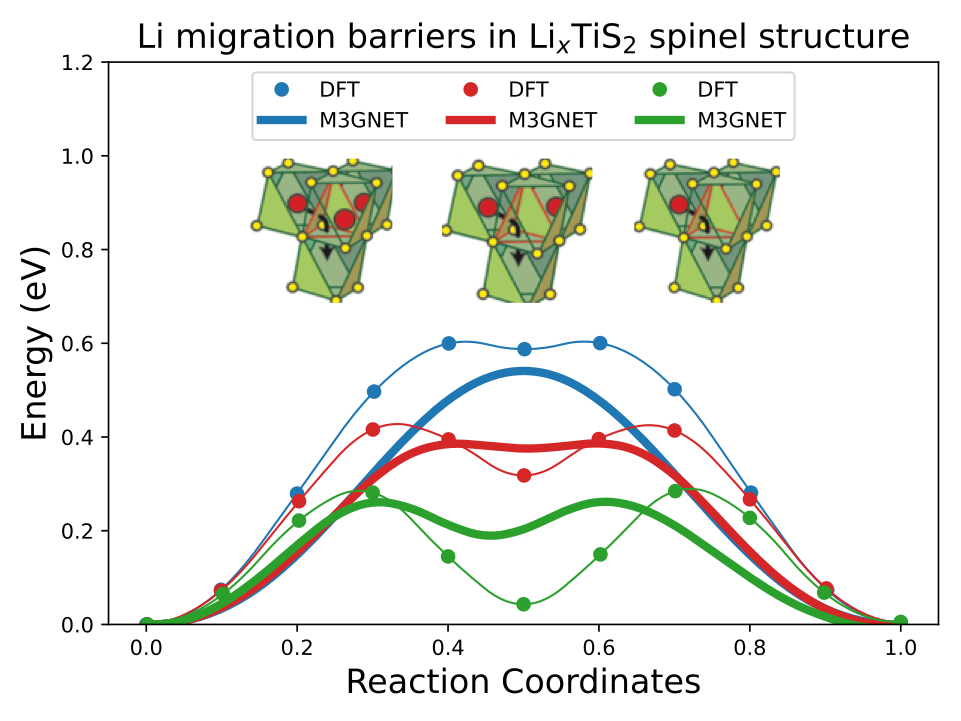 Li migration barriers in LiₓTiS₂ spinel structure
DFT DFT DFT
M3GNET M3GNET M3GNET
Energy (eV)
1.2
1.0
0.8
0.6
0.4
0.2
0.0
0.0 0.2 0.4 0.6 0.8 1.0
Reaction Coordinates